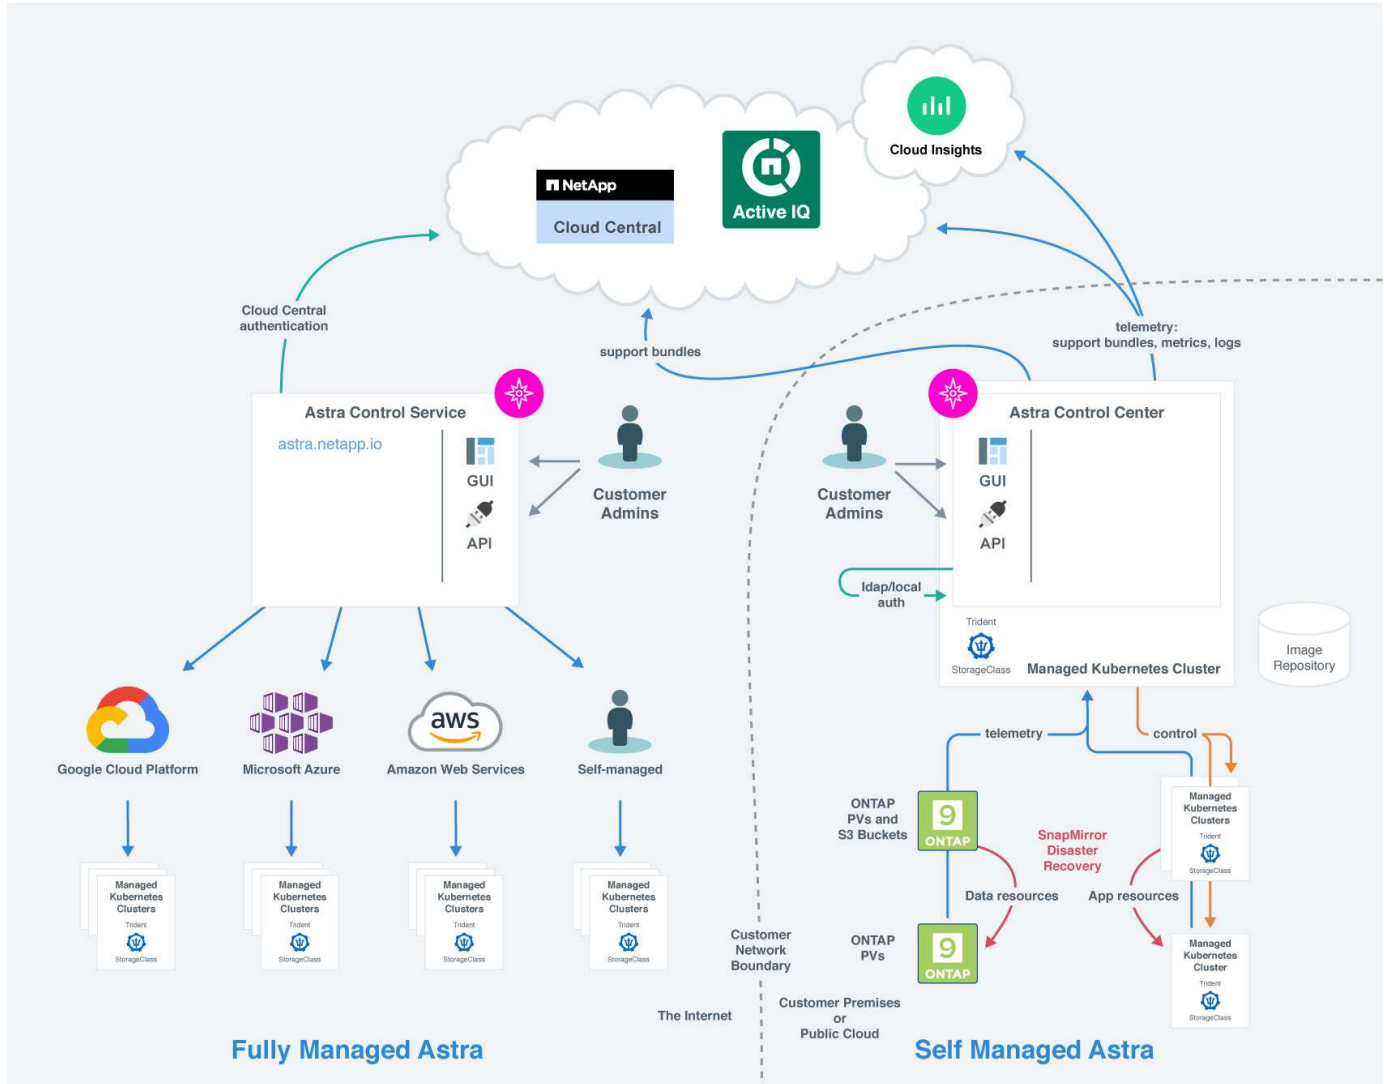 Cloud Insights
NetApp
Cloud Central
Active IQ
Cloud Central
authentication
support bundles
telemetry:
support bundles, metrics, logs
Astra Control Service
astra.netapp.io
GUI
API
Customer
Admins
Customer
Admins
Astra Control Center
GUI
API
ldap/local
auth
Trident
StorageClass
Managed Kubernetes Cluster
Image
Repository
Google Cloud Platform
Microsoft Azure
aws
Amazon Web Services
Self-managed
telemetry
control
Managed
Kubernetes
Clusters
Trident
StorageClass
Managed
Kubernetes
Clusters
Trident
StorageClass
Managed
Kubernetes
Clusters
Trident
StorageClass
Managed
Kubernetes
Clusters
Trident
StorageClass
ONTAP
PVs and
S3 Buckets
9
ONTAP
SnapMirror
Disaster
Recovery
Managed
Kubernetes
Clusters
Trident
StorageClass
Data resources
App resources
ONTAP
PVs
9
ONTAP
Managed
Kubernetes
Cluster
Trident
StorageClass
Customer
Network
Boundary
The Internet
Customer Premises
or
Public Cloud
Fully Managed Astra
Self Managed Astra